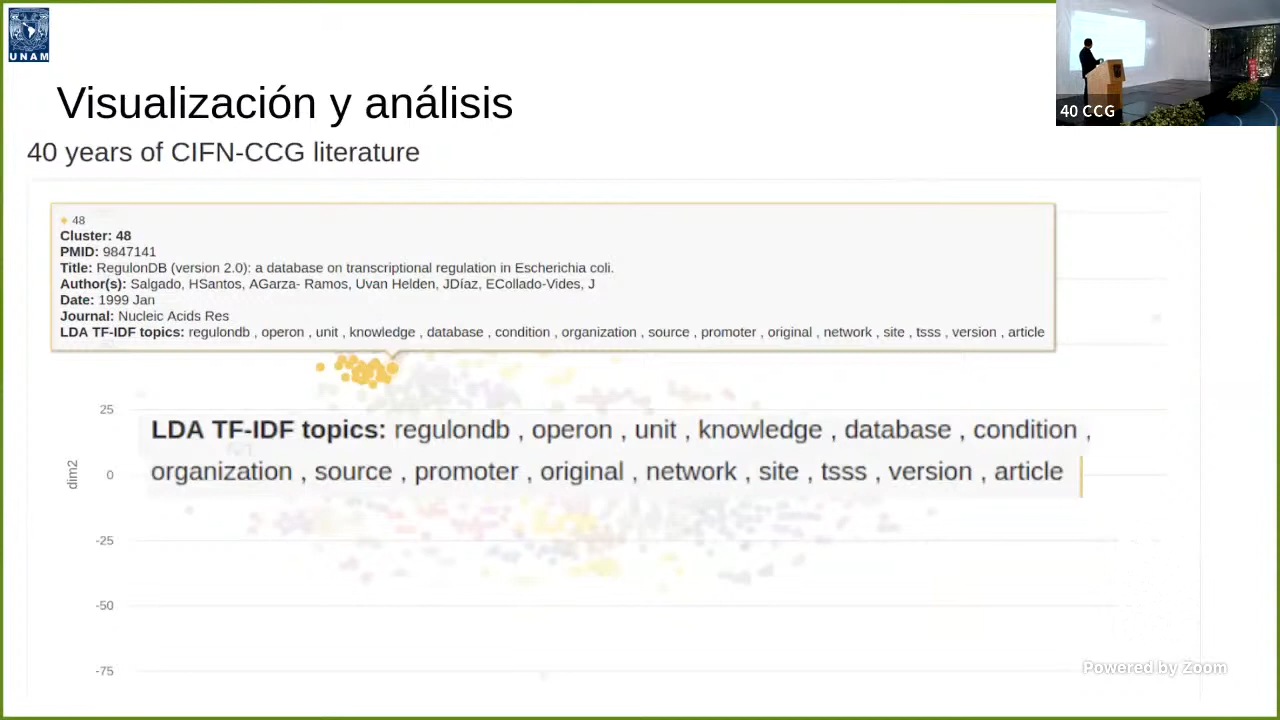 UNAM
Visualización y análisis
40 CCG
40 years of CIFN-CCG literature
48
Cluster: 48
PMID: 9847141
Title: RegulonDB (version 2.0): a database on transcriptional regulation in Escherichia coli.
Author(s): Salgado, HSantos, AGarza- Ramos, Uvan Helden, JDíaz, ECollado-Vides, J
Date: 1999 Jan
Journal: Nucleic Acids Res
LDA TF-IDF topics: regulondb , operon , unit , knowledge , database , condition , organization , source , promoter , original , network , site , tsss , version , article
25
LDA TF-IDF topics: regulondb , operon , unit , knowledge , database , condition ,
organization , source , promoter , original , network , site , tsss , version , article
dim2
0
-25
-50
-75
Powered by Zoom